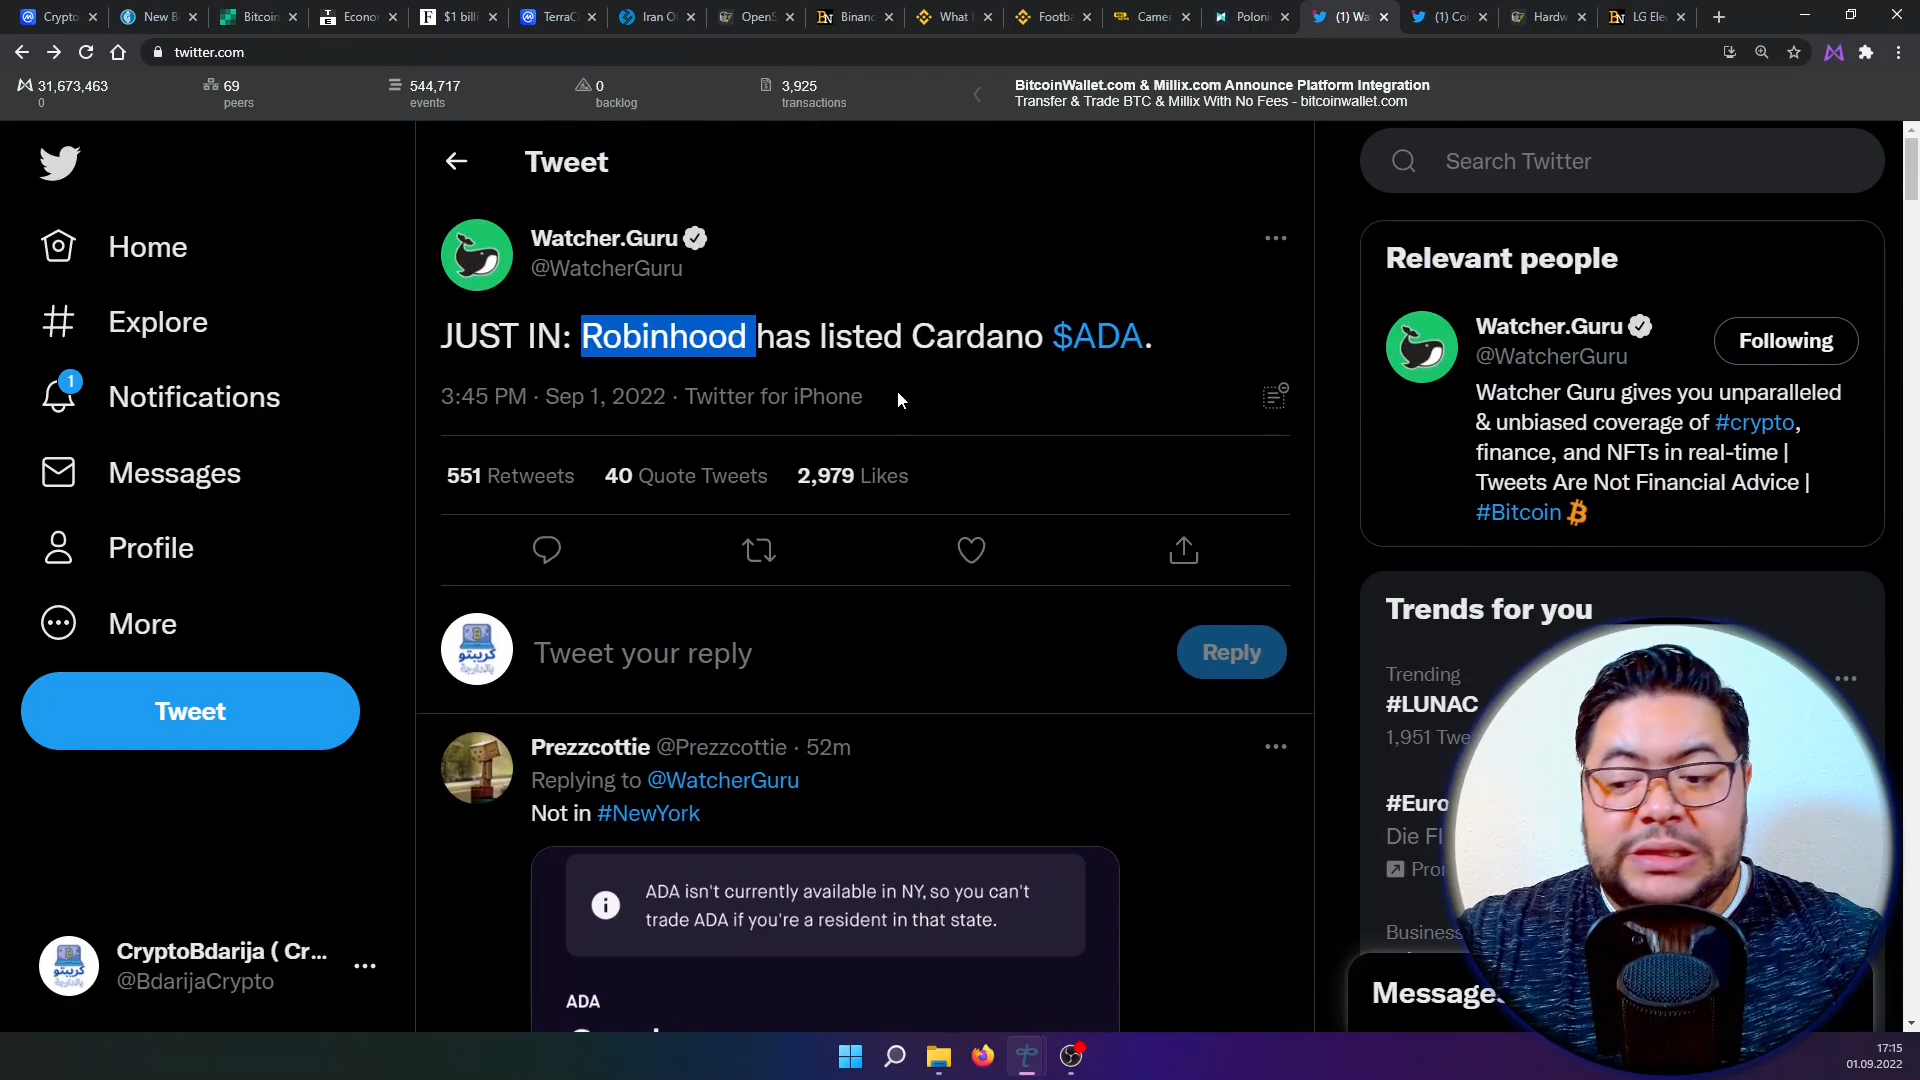 Crypto
New B
Bitcoin
Econo
$1 billi
TerraC
Iran O
OpenS
Binanc
What I
Footba
Camer
Poloni
(1) Wa
(1) Co
Hardw
LG Ele
twitter.com
31,673,463
0
69
peers
544,717
events
0
backlog
3,925
transactions
BitcoinWallet.com & Millix.com Announce Platform Integration
Transfer & Trade BTC & Millix With No Fees - bitcoinwallet.com
Home
Explore
1
Notifications
Messages
Profile
More
Tweet
CryptoBdarija ( Cr...
@BdarijaCrypto
Tweet
Watcher.Guru
@WatcherGuru
JUST IN: Robinhood has listed Cardano $ADA.
3:45 PM · Sep 1, 2022 · Twitter for iPhone
551 Retweets 40 Quote Tweets 2,979 Likes
كريبتو
بالدارجة
Tweet your reply
Reply
Prezzcottie @Prezzcottie · 52m
Replying to @WatcherGuru
Not in #NewYork
ADA isn't currently available in NY, so you can't
trade ADA if you're a resident in that state.
ADA
Search Twitter
Relevant people
Watcher.Guru
@WatcherGuru
Following
Watcher Guru gives you unparalleled
& unbiased coverage of #crypto,
finance, and NFTs in real-time |
Tweets Are Not Financial Advice |
#Bitcoin
Trends for you
Trending
#LUNAC
1,951 Twe
#Euro
Die Fl
Pro
Business
Messages
17:15
01.09.2022